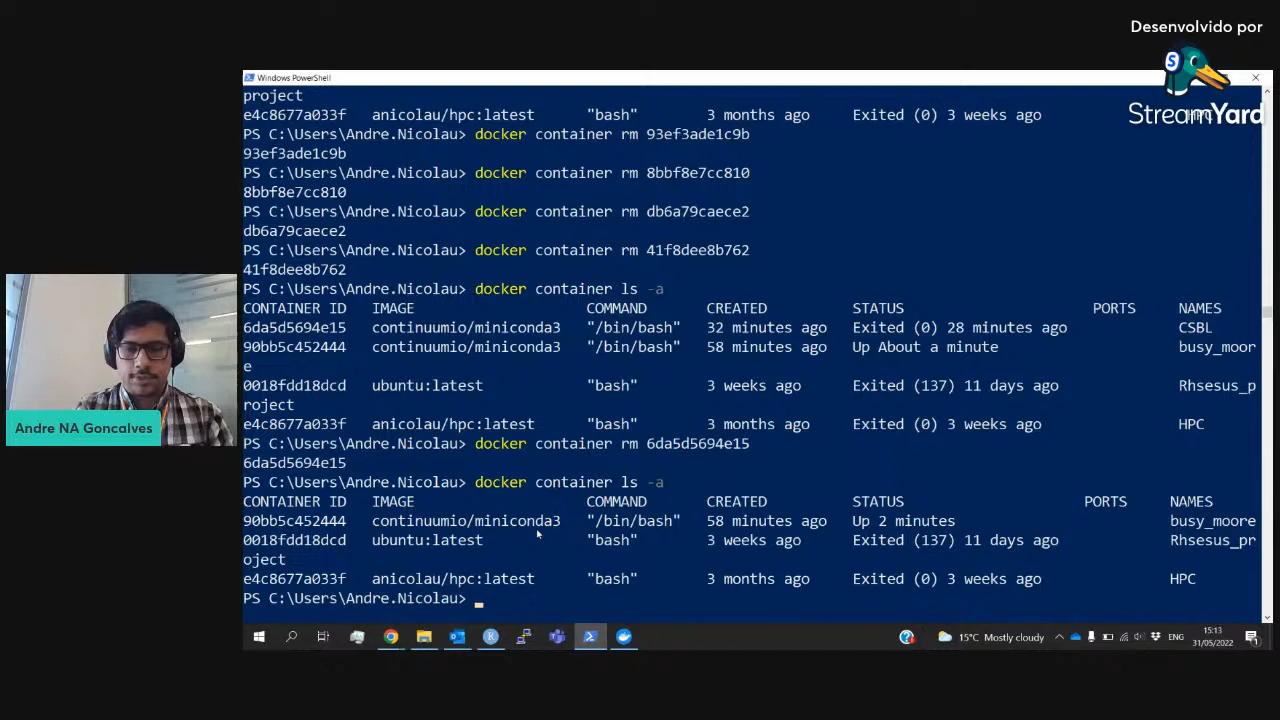 Desenvolvido por
StreamYard
Windows PowerShell
project
e4c8677a033f anicolau/hpc:latest "bash" 3 months ago Exited (0) 3 weeks ago HPC
PS C:\Users\Andre.Nicolau> docker container rm 93ef3ade1c9b
93ef3ade1c9b
PS C:\Users\Andre.Nicolau> docker container rm 8bbf8e7cc810
8bbf8e7cc810
PS C:\Users\Andre.Nicolau> docker container rm db6a79caece2
db6a79caece2
PS C:\Users\Andre.Nicolau> docker container rm 41f8dee8b762
41f8dee8b762
PS C:\Users\Andre.Nicolau> docker container ls -a
CONTAINER ID IMAGE COMMAND CREATED STATUS PORTS NAMES
6da5d5694e15 continuumio/miniconda3 "/bin/bash" 32 minutes ago Exited (0) 28 minutes ago CSBL
90bb5c452444 continuumio/miniconda3 "/bin/bash" 58 minutes ago Up About a minute busy_moor
e
0018fdd18dcd ubuntu:latest "bash" 3 weeks ago Exited (137) 11 days ago Rhsesus_p
roject
e4c8677a033f anicolau/hpc:latest "bash" 3 months ago Exited (0) 3 weeks ago HPC
PS C:\Users\Andre.Nicolau> docker container rm 6da5d5694e15
6da5d5694e15
PS C:\Users\Andre.Nicolau> docker container ls -a
CONTAINER ID IMAGE COMMAND CREATED STATUS PORTS NAMES
90bb5c452444 continuumio/miniconda3 "/bin/bash" 58 minutes ago Up 2 minutes busy_moore
0018fdd18dcd ubuntu:latest "bash" 3 weeks ago Exited (137) 11 days ago Rhsesus_pr
oject
e4c8677a033f anicolau/hpc:latest "bash" 3 months ago Exited (0) 3 weeks ago HPC
PS C:\Users\Andre.Nicolau>
Andre NA Goncalves
15°C Mostly cloudy
ENG
15:13
31/05/2022